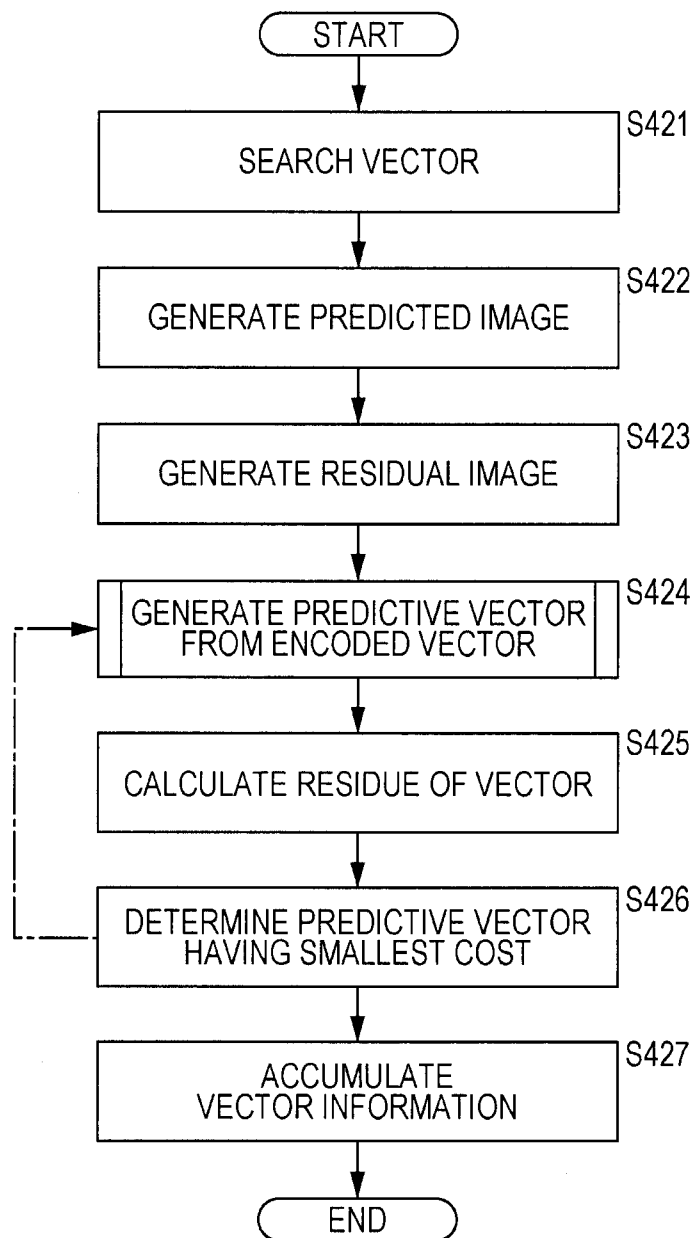 START
S421
SEARCH VECTOR
S422
GENERATE PREDICTED IMAGE
S423
GENERATE RESIDUAL IMAGE
S424
GENERATE PREDICTIVE VECTOR
FROM ENCODED VECTOR
S425
CALCULATE RESIDUE OF VECTOR
S426
DETERMINE PREDICTIVE VECTOR
HAVING SMALLEST COST
S427
ACCUMULATE
VECTOR INFORMATION
END